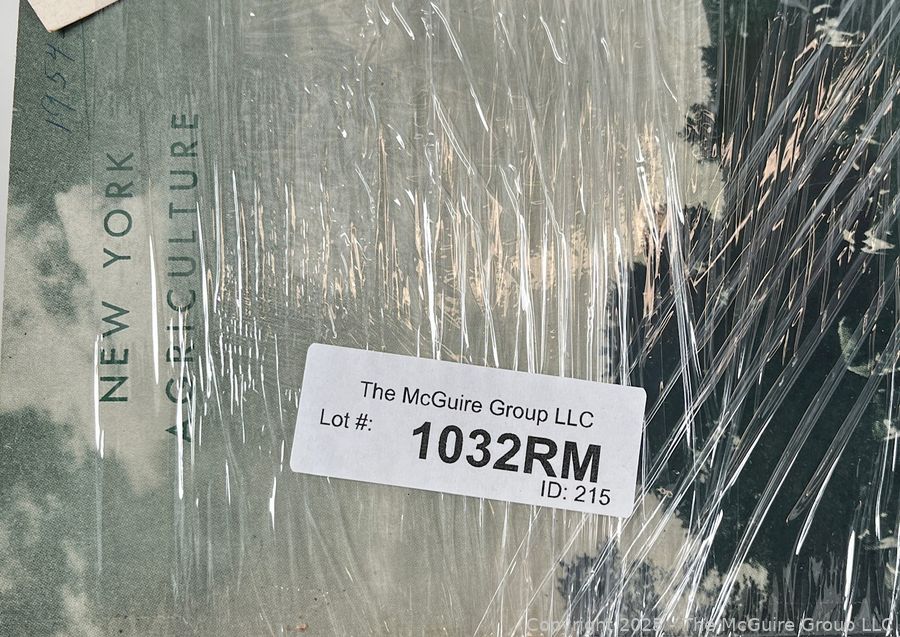 1954
NEW YORK
AGRICULTURE
The McGuire Group LLC
Lot #:
1032RM
ID: 215
Copyright 2025 The McGuire Group LLC